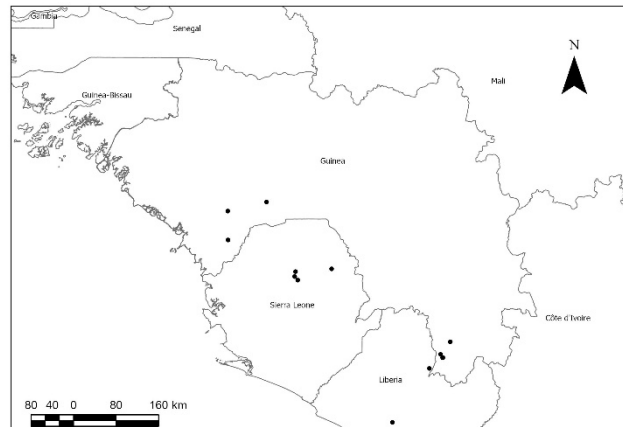 Gambia
Senegal
N
Mali
Guinea-Bissau
Guinea
Sierra Leone
Côte d'Ivoire
Liberia
80 40 0 80 160 km